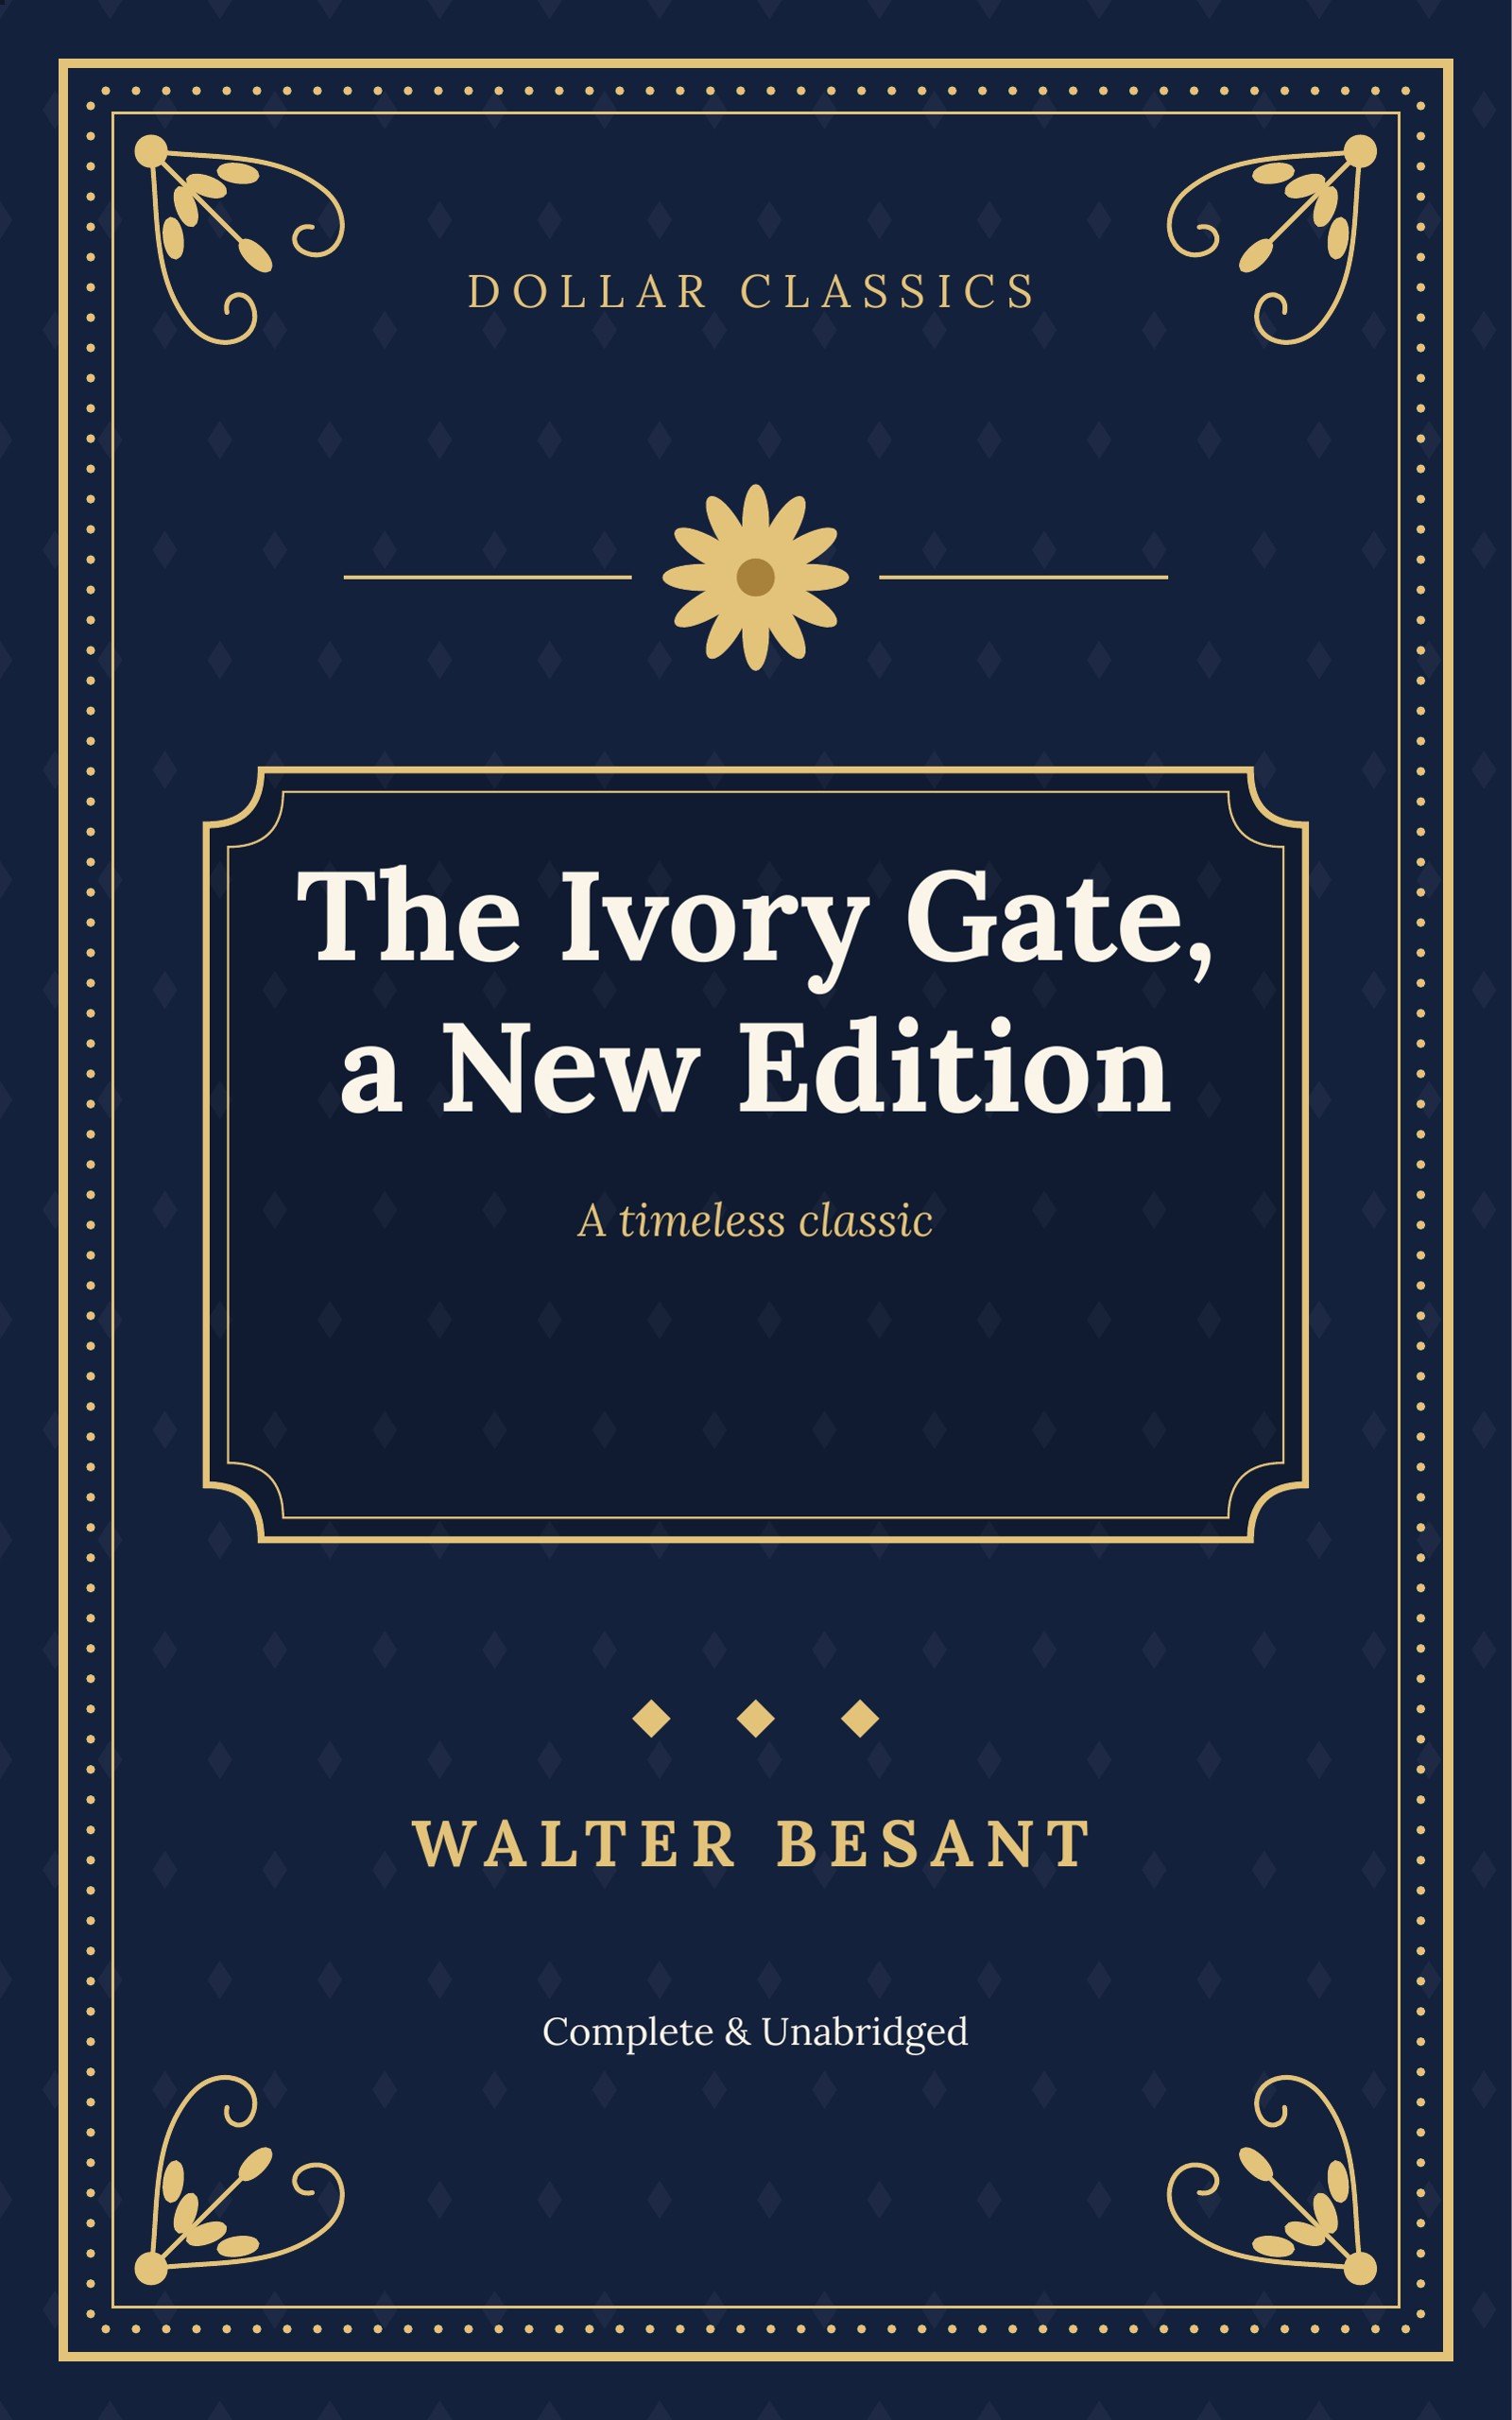 DOLLAR CLASSICS
The Ivory Gate,
a New Edition
A timeless classic
WALTER BESANT
Complete & Unabridged